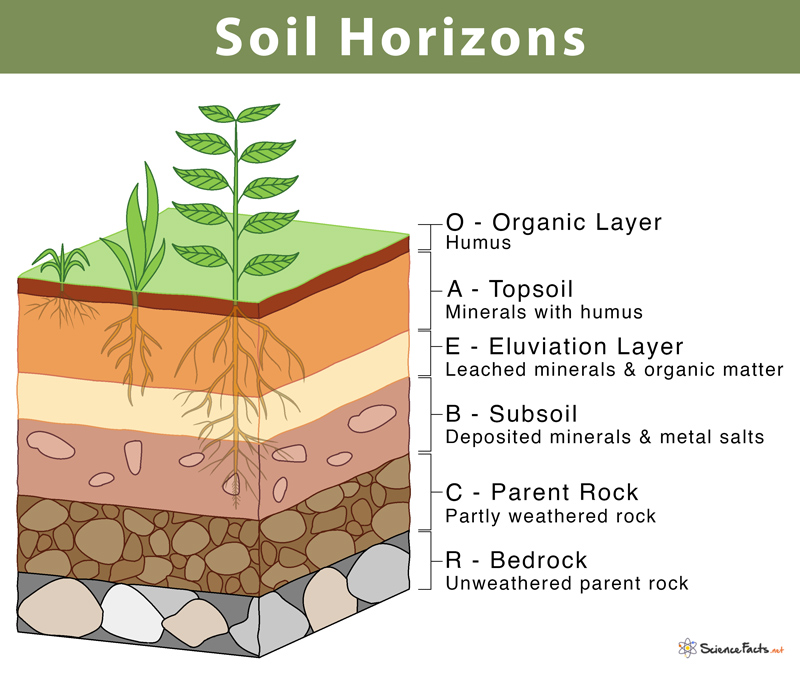 Soil Horizons
O - Organic Layer
Humus
A - Topsoil
Minerals with humus
E - Eluviation Layer
Leached minerals & organic matter
B - Subsoil
Deposited minerals & metal salts
C - Parent Rock
Partly weathered rock
R - Bedrock
Unweathered parent rock
ScienceFacts.net